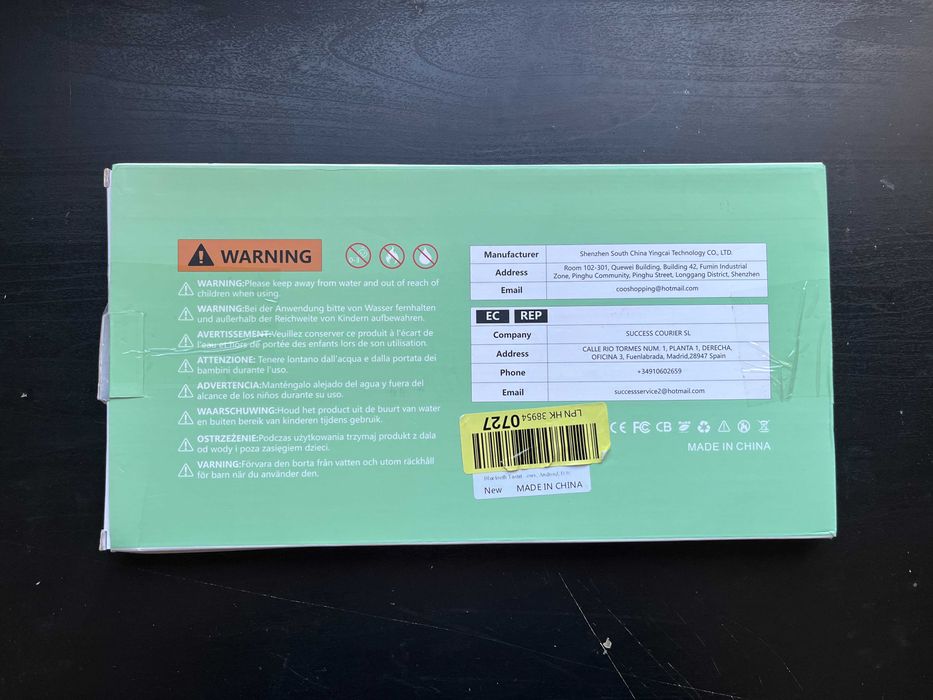 WARNING
0-3
WARNING:Please keep away from water and out of reach of
children when using.
WARNUNG:Bei der Anwendung bitte von Wasser fernhalten
und außerhalb der Reichweite von Kindern aufbewahren.
AVERTISSEMENT:Veuillez conserver ce produit à l'écart de
l'eau et hors de portée des enfants lors de son utilisation.
ATTENZIONE: Tenere lontano dall'acqua e dalla portata dei
bambini durante l'uso.
ADVERTENCIA:Manténgalo alejado del agua y fuera del
alcance de los niños durante su uso.
WAARSCHUWING:Houd het product uit de buurt van water
en buiten bereik van kinderen tijdens gebruik.
OSTRZEŻENIE:Podczas użytkowania trzymaj produkt z dala
od wody i poza zasięgiem dzieci.
VARNING:Förvara den borta från vatten och utom räckhåll
för barn när du använder den.
Manufacturer Shenzhen South China Yingcai Technology CO., LTD.
Address Room 102-301, Quewei Building, Building 42, Fumin Industrial
Zone, Pinghu Community, Pinghu Street, Longgang District, Shenzhen
Email cooshopping@hotmail.com
EC REP
Company SUCCESS COURIER SL
Address CALLE RIO TORMES NUM. 1, PLANTA 1, DERECHA,
OFICINA 3, Fuenlabrada, Madrid,28947 Spain
Phone +34910602659
Email successservice2@hotmail.com
LPN HK 38954 0727
Bluetooth Android,
New MADE IN CHINA
CE FC CB
MADE IN CHINA